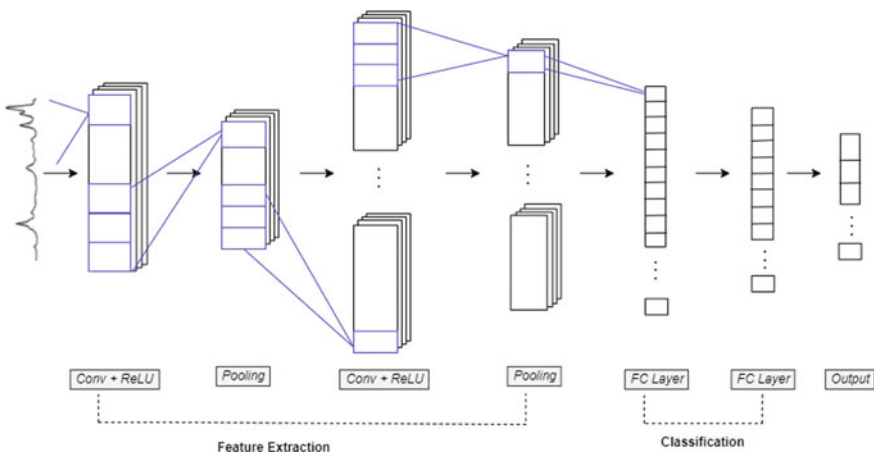 Conv + ReLU
Pooling
Conv + ReLU
Pooling
FC Layer
FC Layer
Output
Feature Extraction
Classification